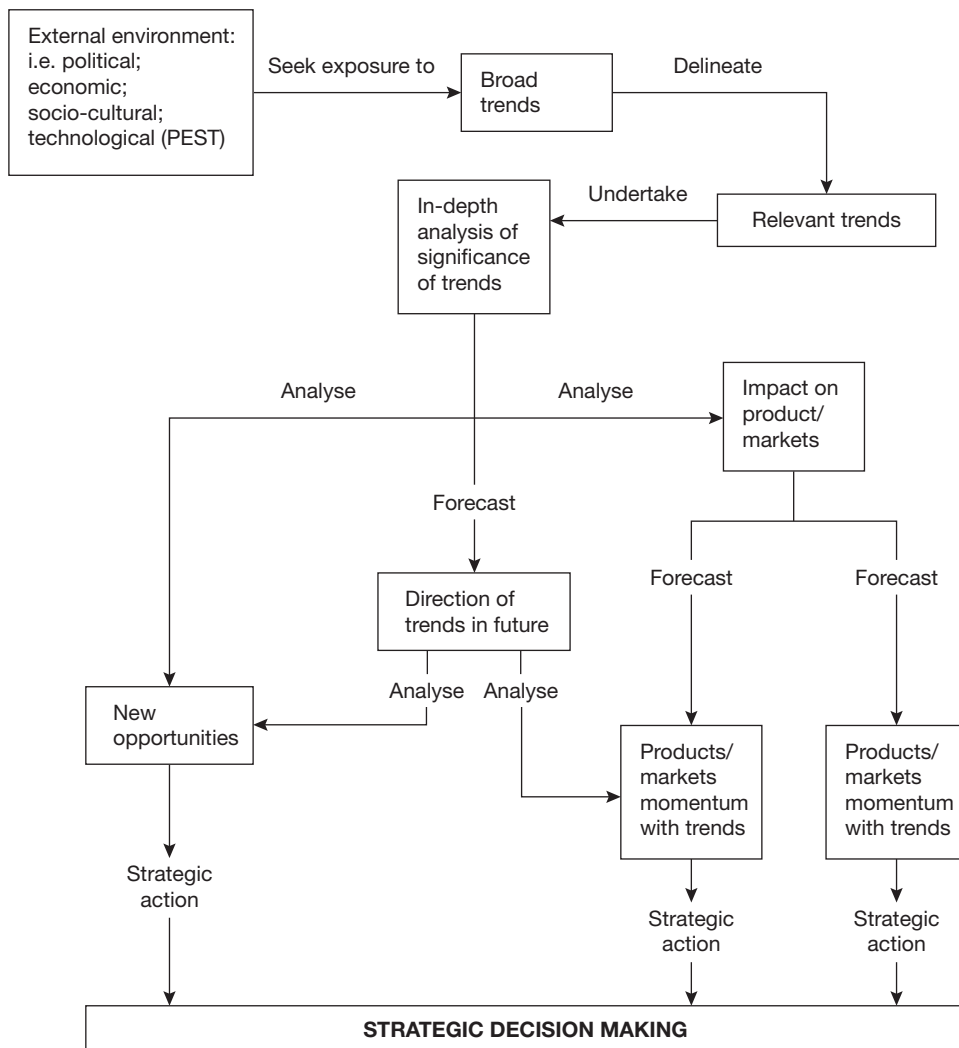 External environment:
i.e. political;
economic;
socio-cultural;
technological (PEST)
Seek exposure to
Broad
trends
Delineate
Relevant trends
Undertake
In-depth
analysis of
significance
of trends
Analyse
Analyse
Impact on
product/
markets
Forecast
Forecast
Forecast
Direction of
trends in future
Analyse
Analyse
New
opportunities
Products/
markets
momentum
with trends
Products/
markets
momentum
with trends
Strategic
action
Strategic
action
Strategic
action
STRATEGIC DECISION MAKING